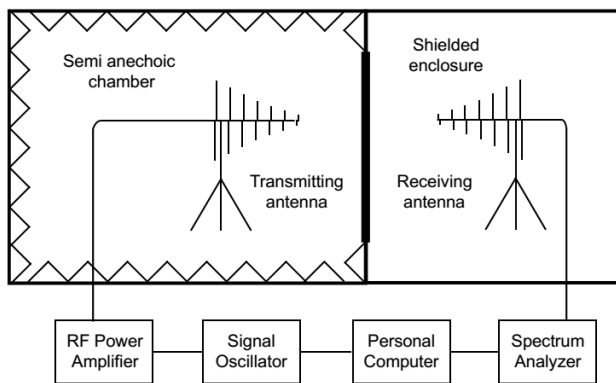 Semi anechoic
chamber
Shielded
enclosure
Transmitting
antenna
Receiving
antenna
RF Power
Amplifier
Signal
Oscillator
Personal
Computer
Spectrum
Analyzer